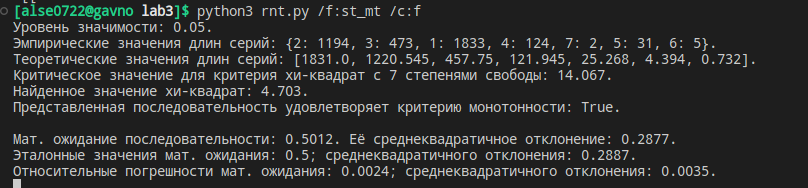 [alse0722@gavno lab3]$ python3 rnt.py /f:st_mt /c:f
Уровень значимости: 0.05.
Эмпирические значения длин серий: {2: 1194, 3: 473, 1: 1833, 4: 124, 7: 2, 5: 31, 6: 5}.
Теоретические значения длин серий: [1831.0, 1220.545, 457.75, 121.945, 25.268, 4.394, 0.732].
Критическое значение для критерия хи-квадрат с 7 степенями свободы: 14.067.
Найденное значение хи-квадрат: 4.703.
Представленная последовательность удовлетворяет критерию монотонности: True.

Мат. ожидание последовательности: 0.5012. Её среднеквадратичное отклонение: 0.2877.
Эталонные значения мат. ожидания: 0.5; среднеквадратичного отклонения: 0.2887.
Относительные погрешности мат. ожидания: 0.0024; среднеквадратичного отклонения: 0.0035.